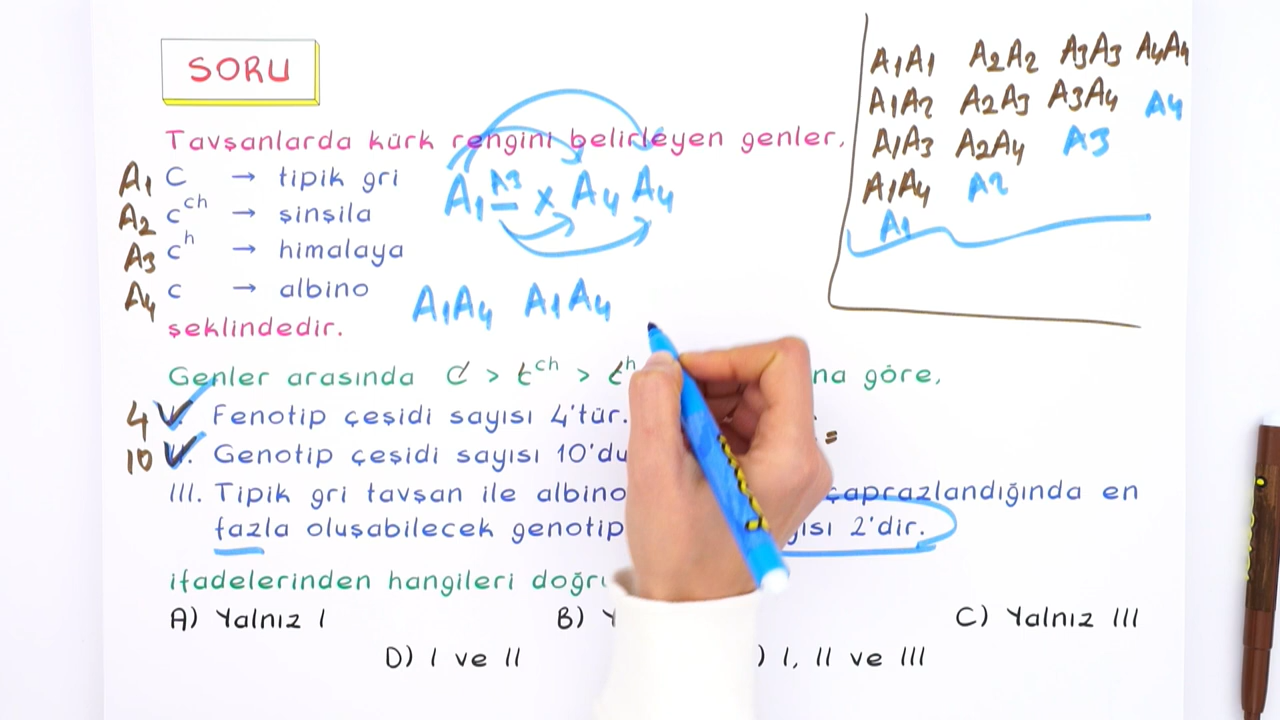 SORU
Tavşanlarda kürk rengini belirleyen genler,
A1 C → tipik gri
A2 c^ch → şinşila
A3 c^h → himalaya
A4 c → albino
şeklindedir.
A1 A3 x A4 A4
A1A4 A1A4
A1A1 A2A2 A3A3 A4A4
A1A2 A2A3 A3A4 A4
A1A3 A2A4 A3
A1A4 A2
A1
Genler arasında C > c^ch > c^h na göre,
4 I. Fenotip çeşidi sayısı 4'tür.
10 II. Genotip çeşidi sayısı 10'du =
III. Tipik gri tavşan ile albino çaprazlandığında en
fazla oluşabilecek genotip 2'dir.
ifadelerinden hangileri
A) Yalnız I B) C) Yalnız III
D) I ve II ) I, II ve III